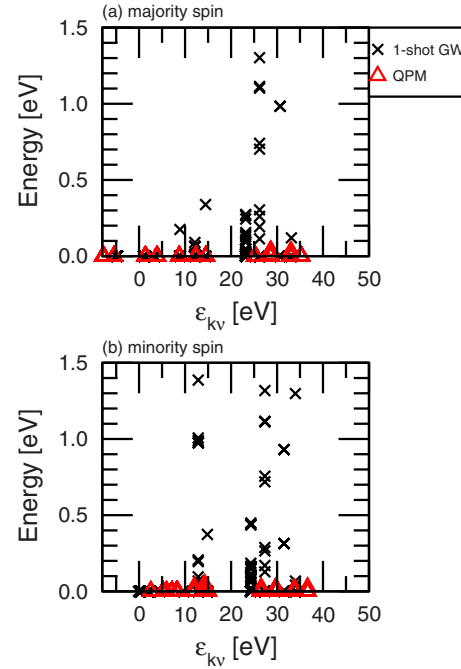 (a) majority spin
1.5
1.0
0.5
0.0
Energy [eV]
0 10 20 30 40 50
εkν [eV]
1-shot GW
QPM
(b) minority spin
1.5
1.0
0.5
0.0
Energy [eV]
0 10 20 30 40 50
εkν [eV]